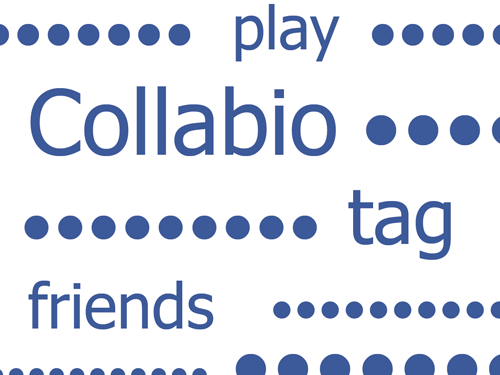 play
Collabio
tag
friends